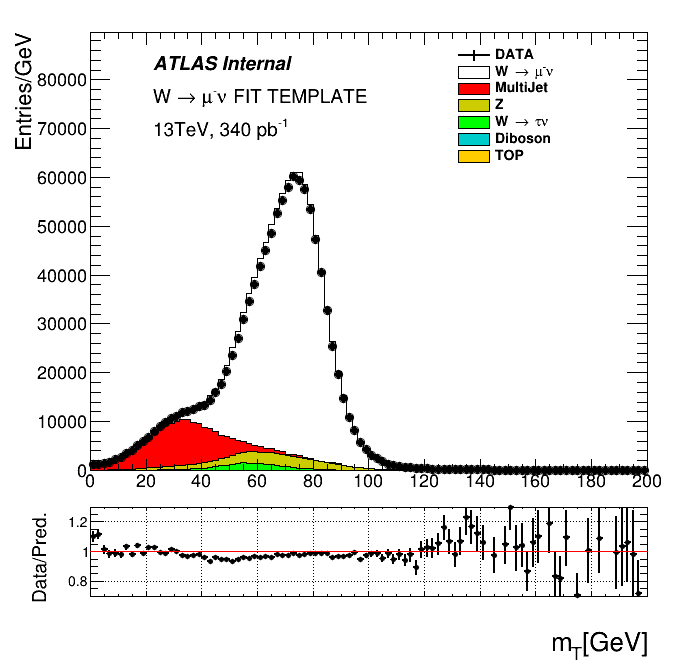 Entries/GeV
ATLAS Internal
W → μ⁻ν FIT TEMPLATE
13TeV, 340 pb⁻¹
DATA
W → μ⁻ν
MultiJet
Z
W → τν
Diboson
TOP
80000
70000
60000
50000
40000
30000
20000
10000
0
0 20 40 60 80 100 120 140 160 180 200
Data/Pred.
1.2
1
0.8
m_T[GeV]